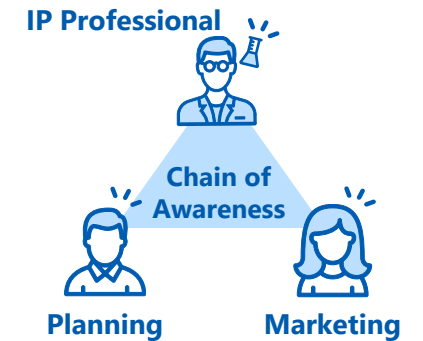 IP Professional
Chain of
Awareness
Planning
Marketing